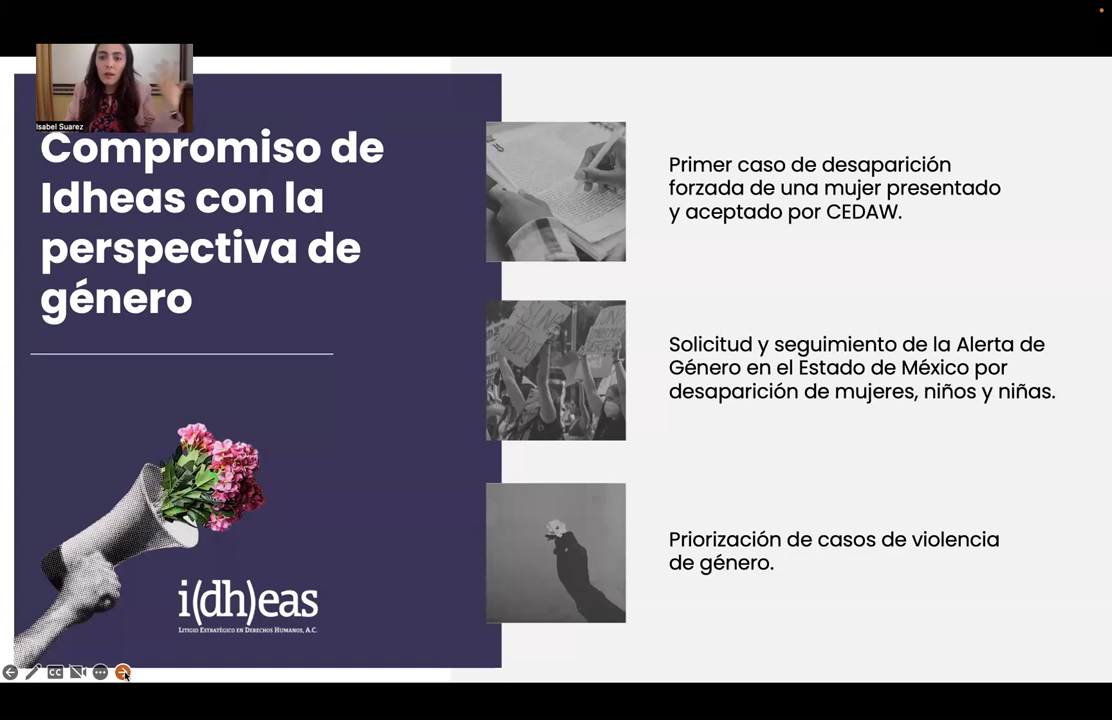 Isabel Suarez
Compromiso de
Idheas con la
perspectiva de
género
i(dh)eas
Litigio Estratégico en Derechos Humanos, A.C.
Primer caso de desaparición
forzada de una mujer presentado
y aceptado por CEDAW.
Solicitud y seguimiento de la Alerta de
Género en el Estado de México por
desaparición de mujeres, niños y niñas.
Priorización de casos de violencia
de género.
CC